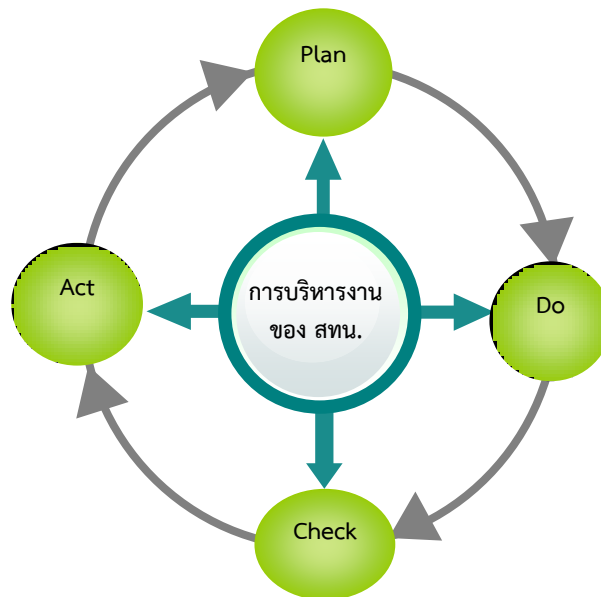 Plan
Act
การบริหารงาน
ของ สทน.
Do
Check